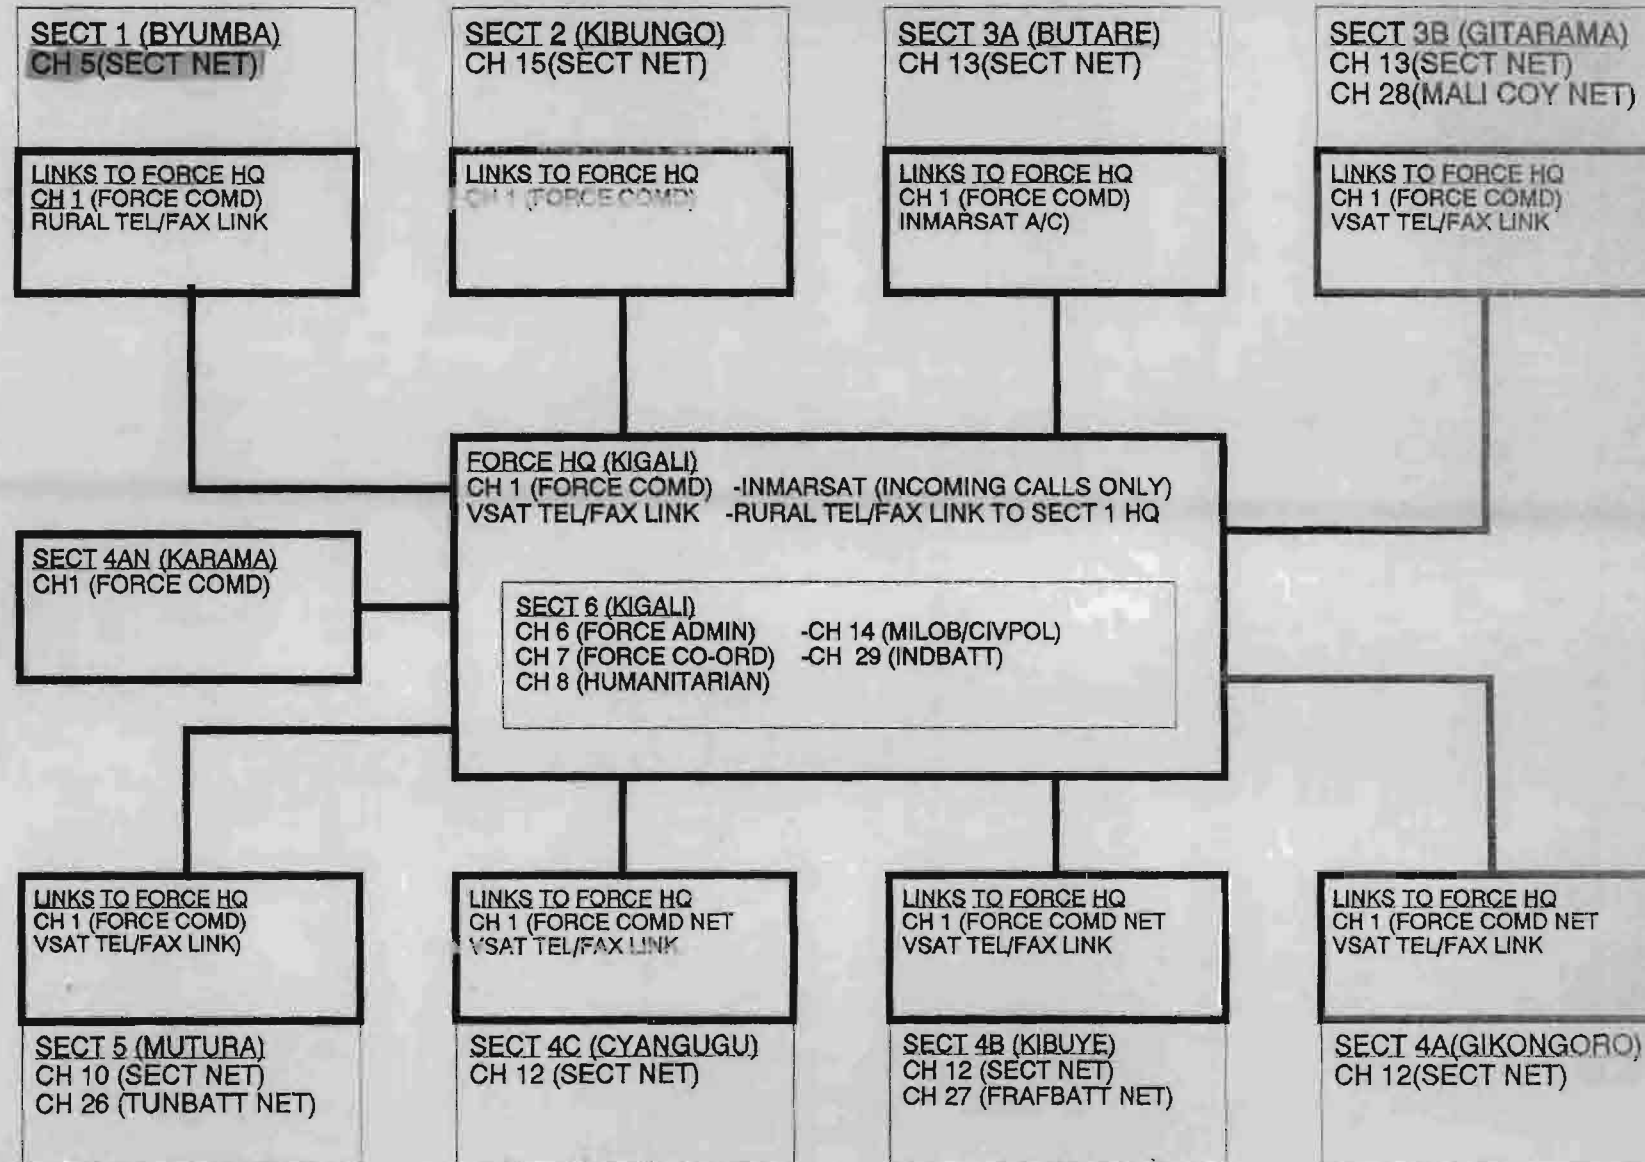 SECT 1 (BYUMBA)
CH 5(SECT NET)
LINKS TO FORCE HQ
CH 1 (FORCE COMD)
RURAL TEL/FAX LINK
SECT 2 (KIBUNGO)
CH 15(SECT NET)
LINKS TO FORCE HQ
CH 1 (FORCE COMD)
SECT 3A (BUTARE)
CH 13(SECT NET)
LINKS TO FORCE HQ
CH 1 (FORCE COMD)
INMARSAT A/C)
SECT 3B (GITARAMA)
CH 13(SECT NET)
CH 28(MALI COY NET)
LINKS TO FORCE HQ
CH 1 (FORCE COMD)
VSAT TEL/FAX LINK
FORCE HQ (KIGALI)
CH 1 (FORCE COMD) -INMARSAT (INCOMING CALLS ONLY)
VSAT TEL/FAX LINK -RURAL TEL/FAX LINK TO SECT 1 HQ
SECT 4AN (KARAMA)
CH1 (FORCE COMD)
SECT 6 (KIGALI)
CH 6 (FORCE ADMIN) -CH 14 (MILOB/CIVPOL)
CH 7 (FORCE CO-ORD) -CH 29 (INDBATT)
CH 8 (HUMANITARIAN)
LINKS TO FORCE HQ
CH 1 (FORCE COMD)
VSAT TEL/FAX LINK)
SECT 5 (MUTURA)
CH 10 (SECT NET)
CH 26 (TUNBATT NET)
LINKS TO FORCE HQ
CH 1 (FORCE COMD NET
VSAT TEL/FAX LINK
SECT 4C (CYANGUGU)
CH 12 (SECT NET)
LINKS TO FORCE HQ
CH 1 (FORCE COMD NET
VSAT TEL/FAX LINK
SECT 4B (KIBUYE)
CH 12 (SECT NET)
CH 27 (FRAFBATT NET)
LINKS TO FORCE HQ
CH 1 (FORCE COMD NET
VSAT TEL/FAX LINK
SECT 4A(GIKONGORO)
CH 12(SECT NET)